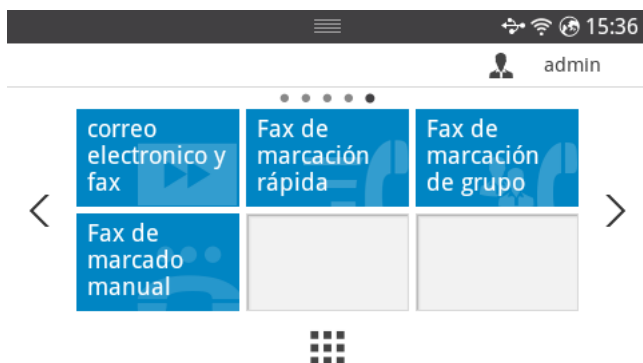 15:36
admin
correo
electronico y
fax
Fax de
marcación
rápida
Fax de
marcación
de grupo
Fax de
marcado
manual